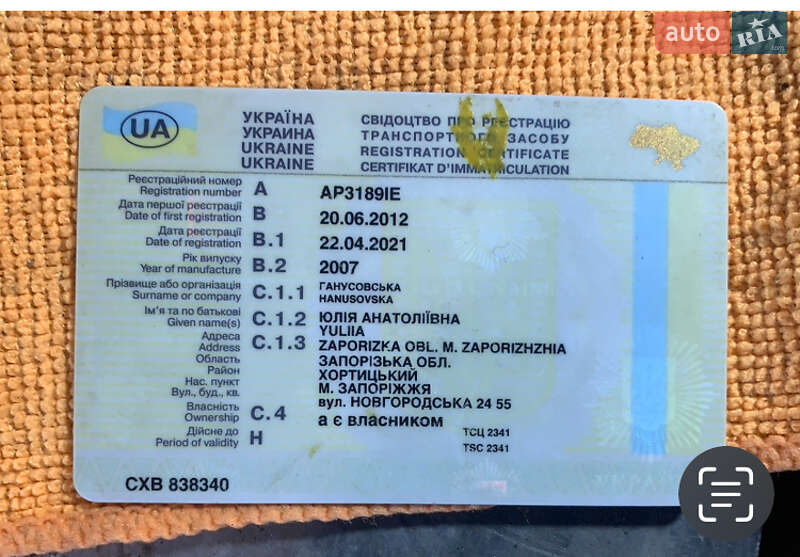 auto RIA .com
UA
УКРАЇНА
УКРАИНА
UKRAINE
UKRAINE
СВІДОЦТВО ПРО РЕЄСТРАЦІЮ
ТРАНСПОРТНОГО ЗАСОБУ
REGISTRATION CERTIFICATE
CERTIFIKAT D'IMMATRICULATION
Реєстраційний номер
Registration number A AP3189IE
Дата першої реєстрації
Date of first registration B 20.06.2012
Дата реєстрації
Date of registration B.1 22.04.2021
Рік випуску
Year of manufacture B.2 2007
Прізвище або організація
Surname or company C.1.1 ГАНУСОВСЬКА
HANUSOVSKA
Ім'я та по батькові
Given name(s) C.1.2 ЮЛІЯ АНАТОЛІЇВНА
YULIIA
Адреса
Address C.1.3 ZAPORIZKA OBL. M. ZAPORIZHZHIA
Область ЗАПОРІЗЬКА ОБЛ.
Район ХОРТИЦЬКИЙ
Нас. пункт М. ЗАПОРІЖЖЯ
Вул., буд., кв. вул. НОВГОРОДСЬКА 24 55
Власність
Ownership C.4 а є власником
Дійсне до
Period of validity H
ТСЦ 2341
TSC 2341
СХВ 838340